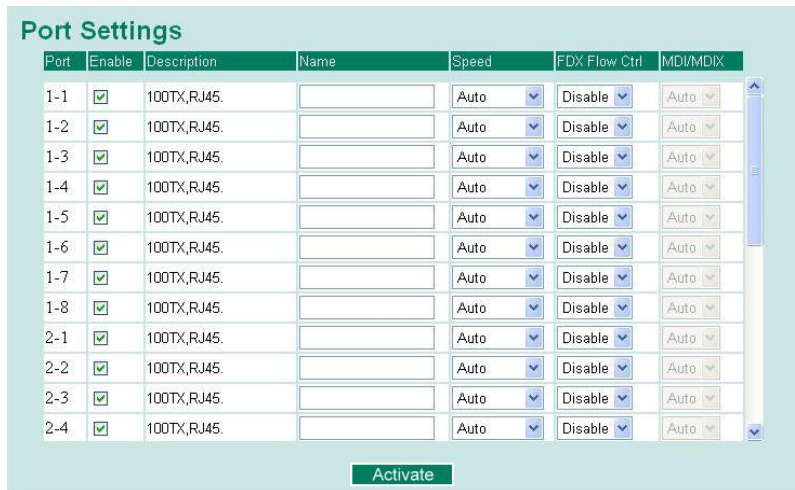 Port Settings
Port Enable Description Name Speed FDX Flow Ctrl MDI/MDIX
1-1 100TX,RJ45. Auto Disable Auto
1-2 100TX,RJ45. Auto Disable Auto
1-3 100TX,RJ45. Auto Disable Auto
1-4 100TX,RJ45. Auto Disable Auto
1-5 100TX,RJ45. Auto Disable Auto
1-6 100TX,RJ45. Auto Disable Auto
1-7 100TX,RJ45. Auto Disable Auto
1-8 100TX,RJ45. Auto Disable Auto
2-1 100TX,RJ45. Auto Disable Auto
2-2 100TX,RJ45. Auto Disable Auto
2-3 100TX,RJ45. Auto Disable Auto
2-4 100TX,RJ45. Auto Disable Auto
Activate